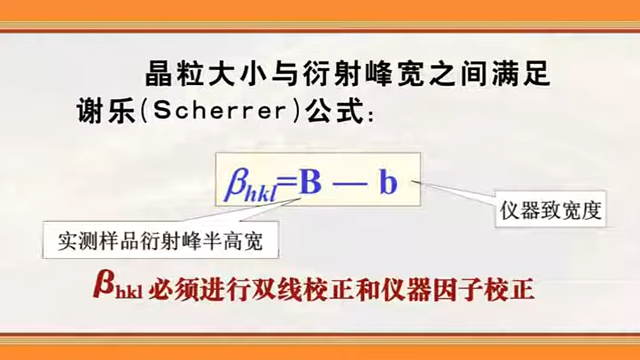 晶粒大小与衍射峰宽之间满足
谢乐(Scherrer)公式：
βhkl=B — b
仪器致宽度
实测样品衍射峰半高宽
βhkl 必须进行双线校正和仪器因子校正